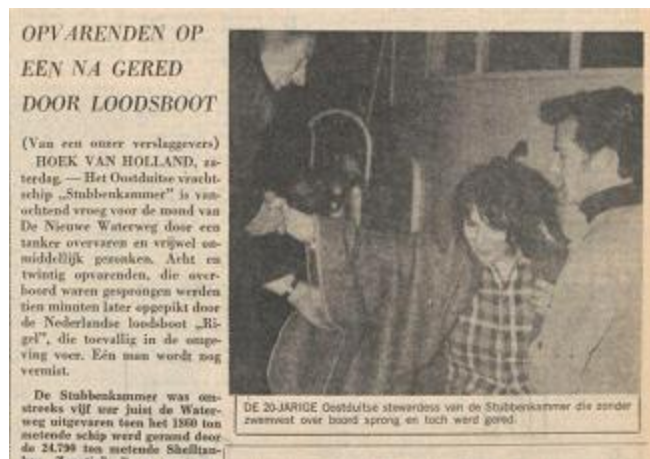 OPVARENDEN OP
EEN NA GERED
DOOR LOODSBOOT
(Van een onzer verslaggevers)
HOEK VAN HOLLAND, za-
terdag. — Het Oostduitse vracht-
schip „Stubbenkammer" is van-
ochtend vroeg voor de mond van
De Nieuwe Waterweg door een
tanker overvaren en vrijwel on-
middellijk gezonken. Acht en
twintig opvarenden, die over-
boord waren gesprongen werden
tien minuten later opgepikt door
de Nederlandse loodsboot „Ri-
gel", die toevallig in de omge-
ving voer. Eén man wordt nog
vermist.
De Stubbenkammer was om-
streeks vijf uur juist de Water-
weg uitgevaren toen het 1860 ton
metende schip werd geramd door
de 24.790 ton metende Shelltan-
DE 20-JARIGE Oostduitse stewardess van de Stubbenkammer die zonder
zwemvest over boord sprong en toch werd gered.